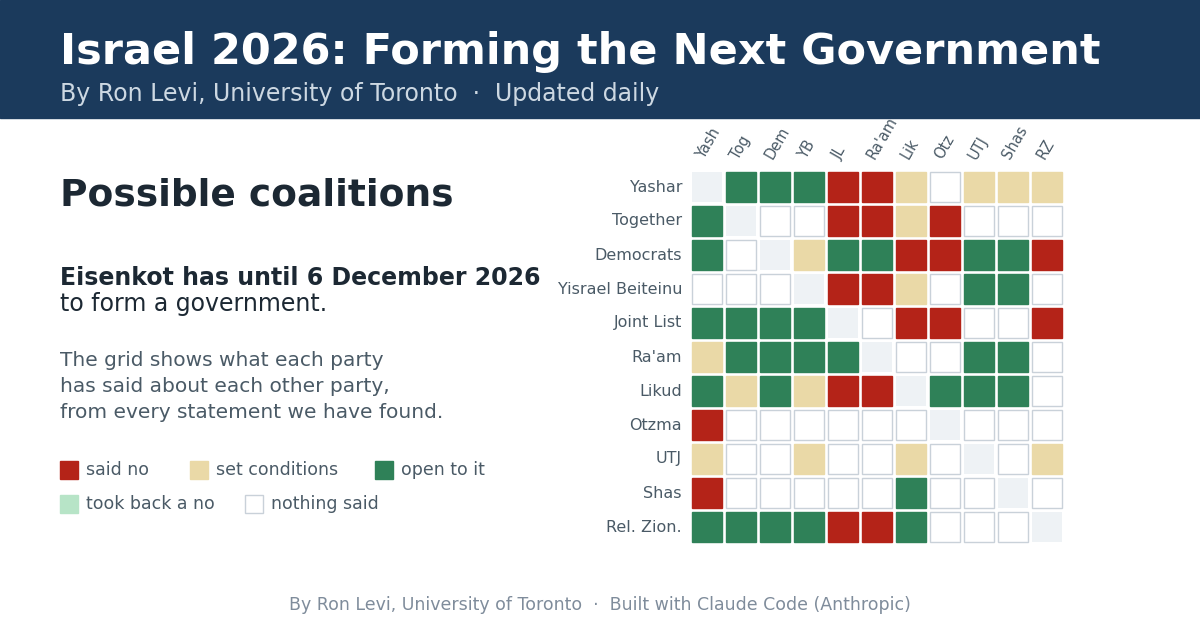 Israel 2026: Forming the Next Government
By Ron Levi, University of Toronto · Updated daily
Possible coalitions
Eisenkot has until 6 December 2026
to form a government.
The grid shows what each party
has said about each other party,
from every statement we have found.
said no
set conditions
open to it
took back a no
nothing said
Yash
Tog
Dem
YB
JL
Ra'am
Lik
Otz
UTJ
Shas
RZ
Yashar
Together
Democrats
Yisrael Beiteinu
Joint List
Ra'am
Likud
Otzma
UTJ
Shas
Rel. Zion.
By Ron Levi, University of Toronto · Built with Claude Code (Anthropic)